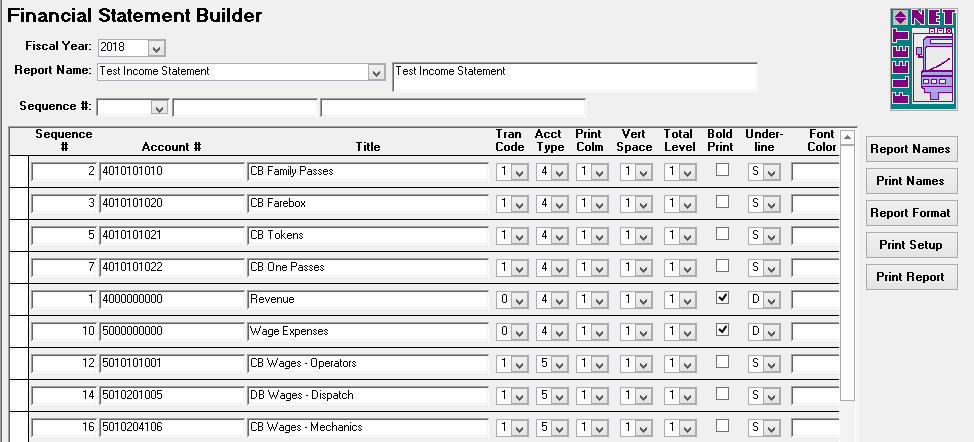 Financial Statement Builder
FLEET NET
Fiscal Year: 2018
Report Name: Test Income Statement Test Income Statement
Sequence #:
Sequence # Account # Title Tran Code Acct Type Print Colm Vert Space Total Level Bold Print Under-line Font Color
2 4010101010 CB Family Passes 1 4 1 1 1 S
3 4010101020 CB Farebox 1 4 1 1 1 S
5 4010101021 CB Tokens 1 4 1 1 1 S
7 4010101022 CB One Passes 1 4 1 1 1 S
1 4000000000 Revenue 0 4 1 1 1 D
10 5000000000 Wage Expenses 0 4 1 1 1 D
12 5010101001 CB Wages - Operators 1 5 1 1 1 S
14 5010201005 DB Wages - Dispatch 1 5 1 1 1 S
16 5010204106 CB Wages - Mechanics 1 5 1 1 1 S
Report Names
Print Names
Report Format
Print Setup
Print Report